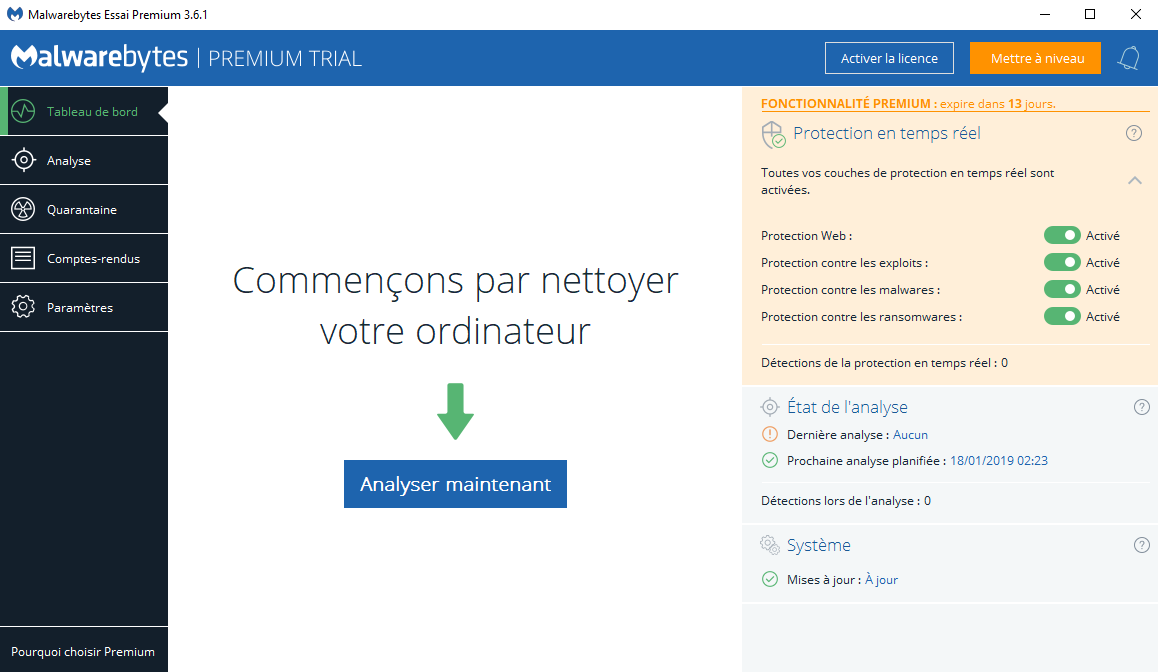 Malwarebytes Essai Premium 3.6.1
Malwarebytes | PREMIUM TRIAL
Activer la licence
Mettre à niveau
Tableau de bord
Analyse
Quarantaine
Comptes-rendus
Paramètres
Pourquoi choisir Premium
Commençons par nettoyer
votre ordinateur
Analyser maintenant
FONCTIONNALITÉ PREMIUM : expire dans 13 jours.
Protection en temps réel
?
Toutes vos couches de protection en temps réel sont
activées.
Protection Web : Activé
Protection contre les exploits : Activé
Protection contre les malwares : Activé
Protection contre les ransomwares : Activé
Détections de la protection en temps réel : 0
État de l'analyse
?
Dernière analyse : Aucun
Prochaine analyse planifiée : 18/01/2019 02:23
Détections lors de l'analyse : 0
Système
?
Mises à jour : À jour